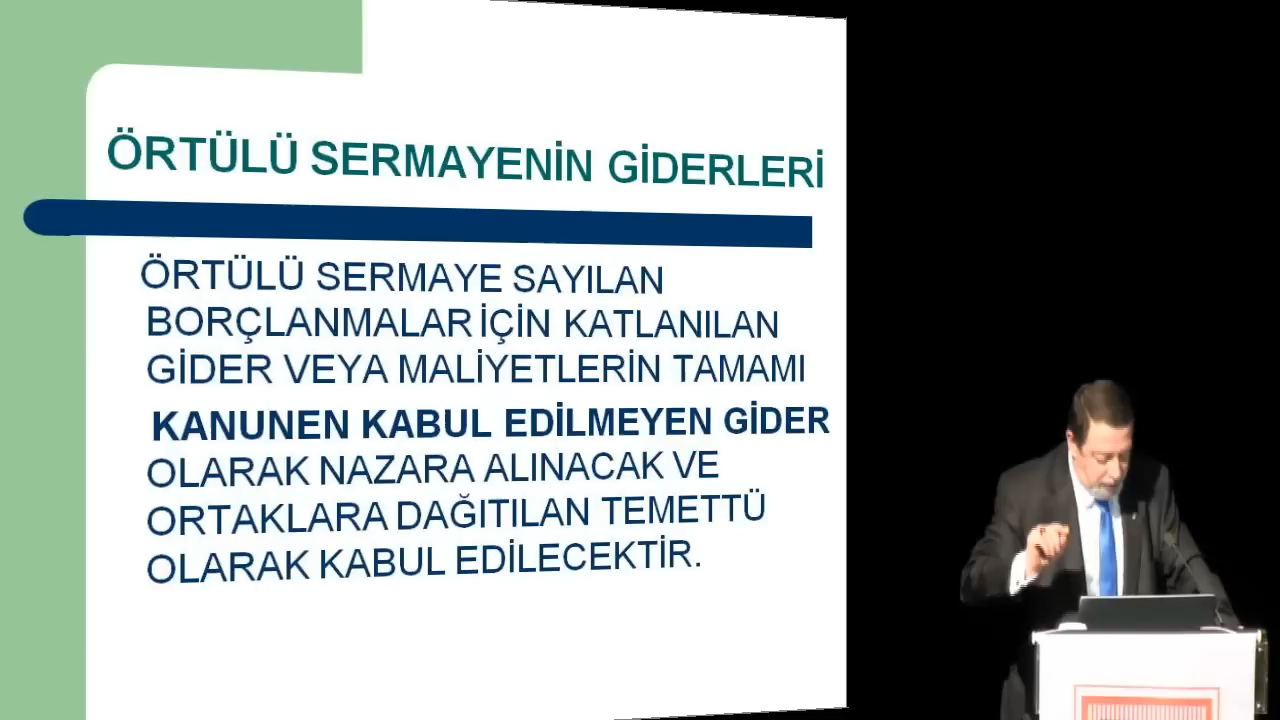 ÖRTÜLÜ SERMAYENİN GİDERLERİ
ÖRTÜLÜ SERMAYE SAYILAN
BORÇLANMALAR İÇİN KATLANILAN
GİDER VEYA MALİYETLERİN TAMAMI
KANUNEN KABUL EDİLMEYEN GİDER
OLARAK NAZARA ALINACAK VE
ORTAKLARA DAĞITILAN TEMETTÜ
OLARAK KABUL EDİLECEKTİR.